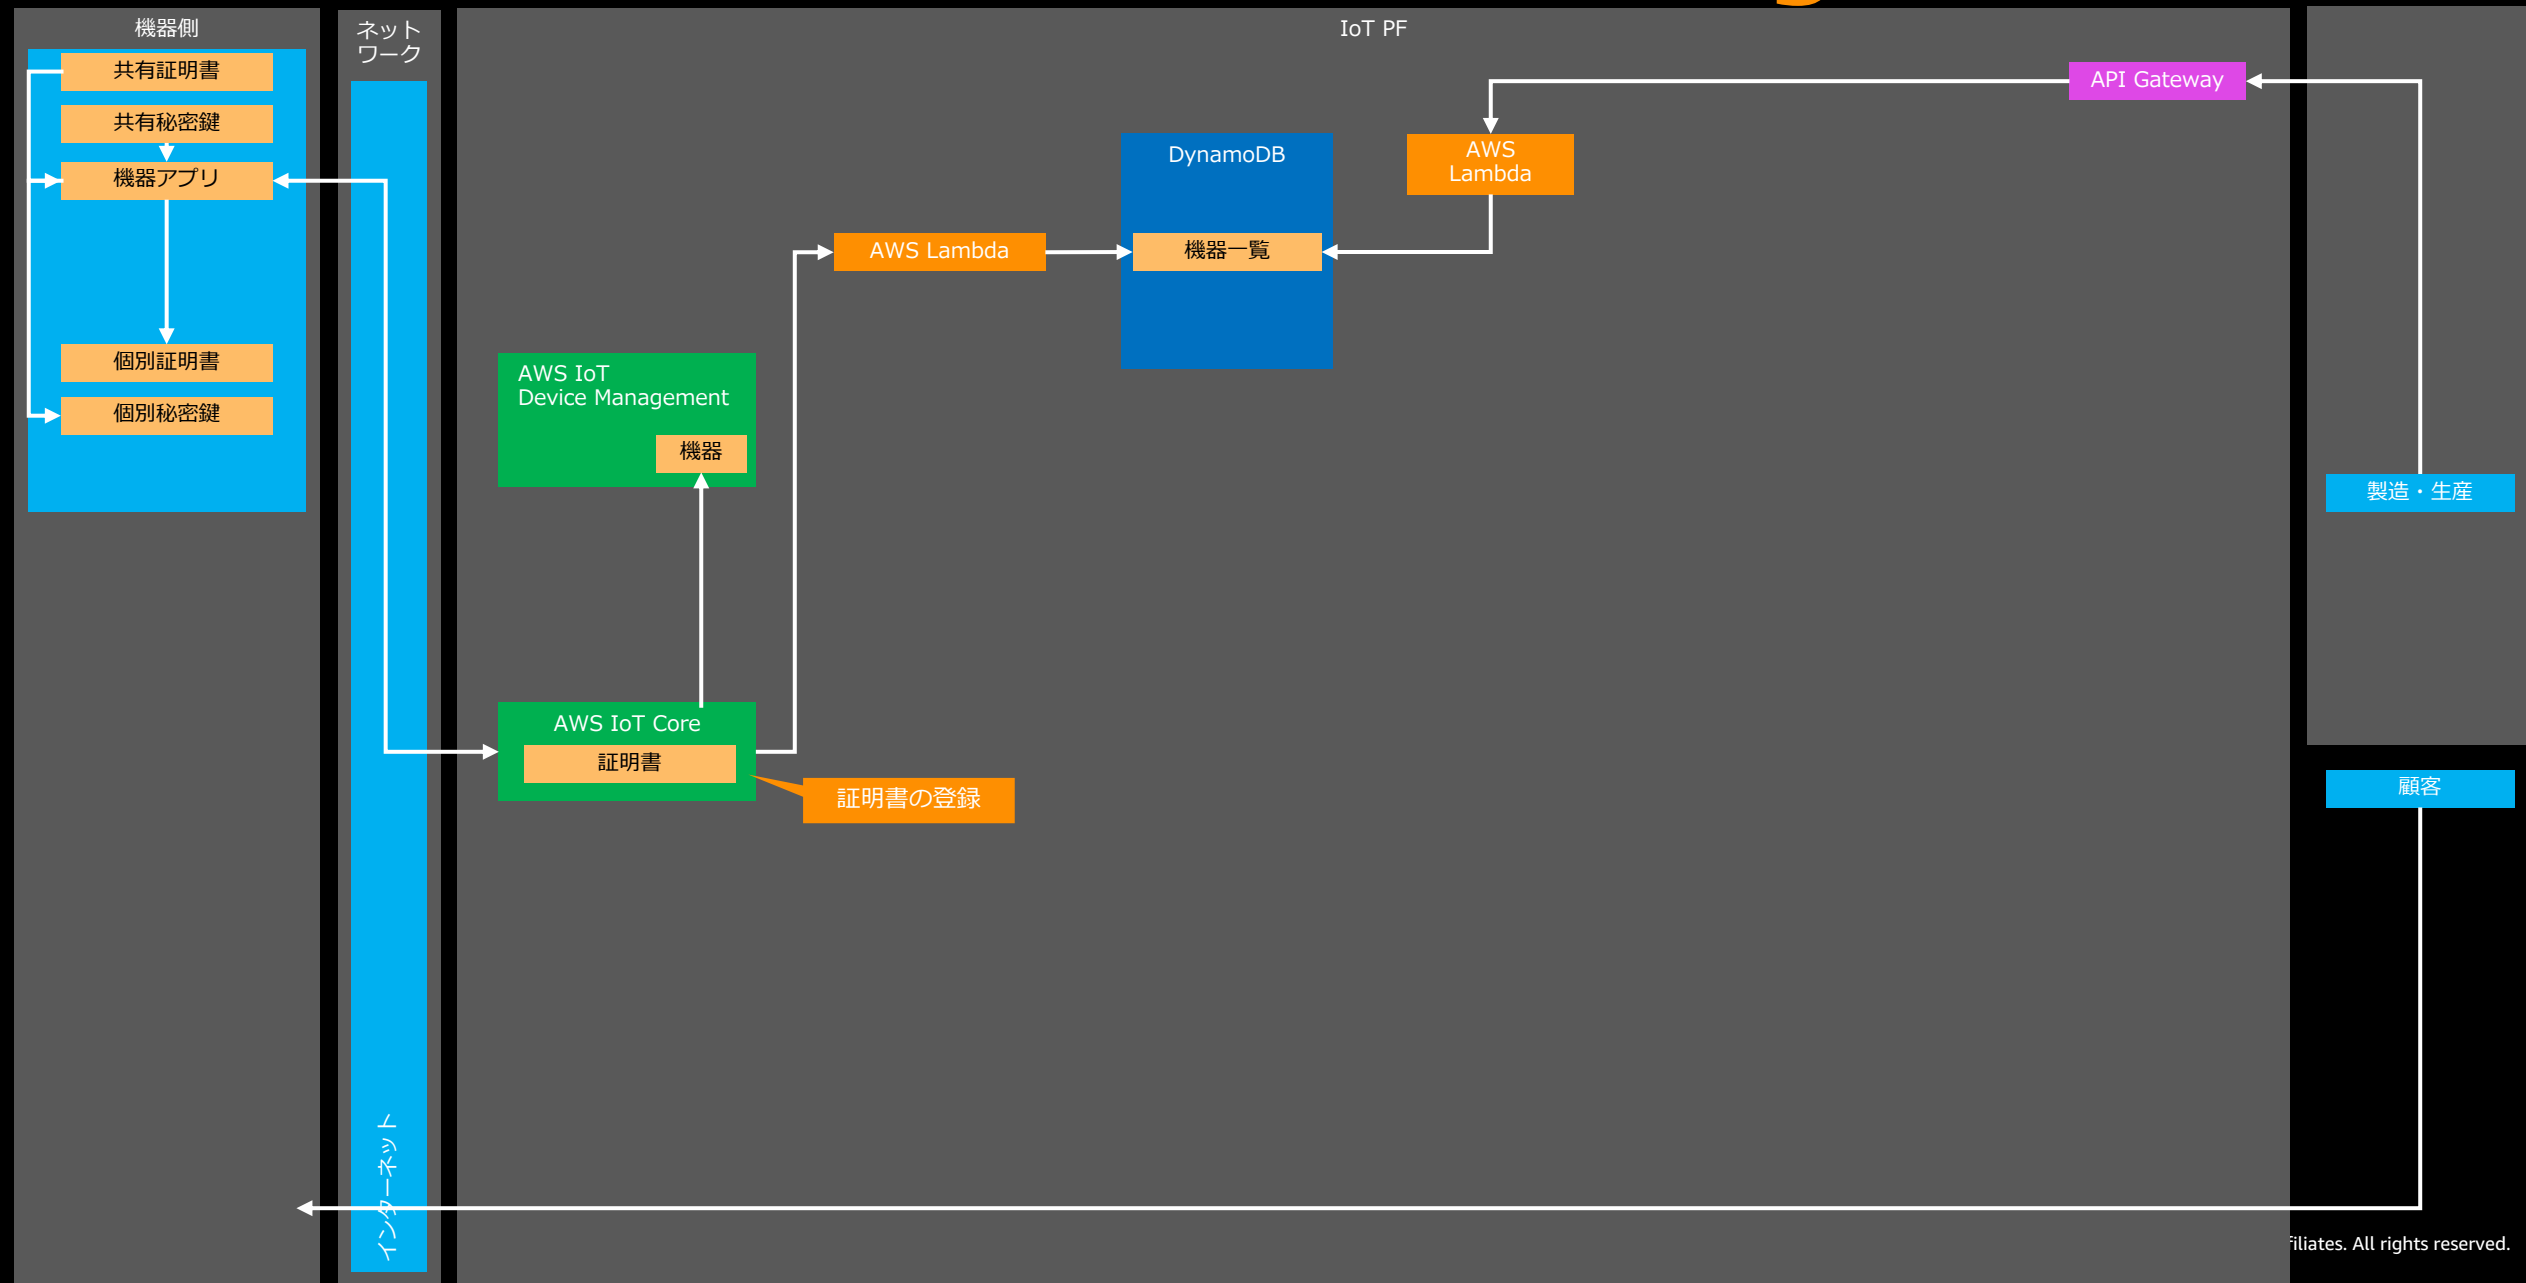 機器側
ネット
ワーク
IoT PF
共有証明書
共有秘密鍵
機器アプリ
個別証明書
個別秘密鍵
API Gateway
AWS
Lambda
DynamoDB
機器一覧
AWS Lambda
AWS IoT
Device Management
機器
AWS IoT Core
証明書
証明書の登録
製造・生産
顧客
インターネット
filiates. All rights reserved.